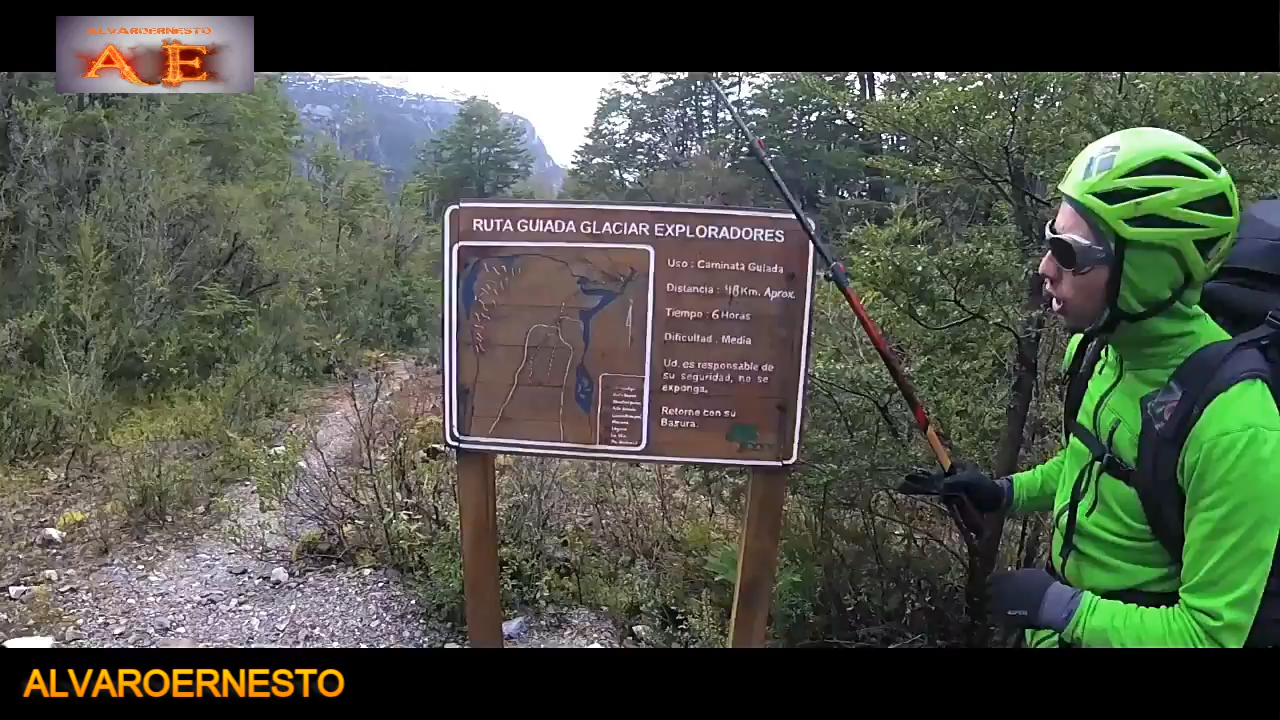 ALVAROERNESTO
AE
RUTA GUIADA GLACIAR EXPLORADORES
Uso : Caminata Guiada
Distancia : Km. Aprox.
Tiempo : 6 Horas
Dificultad . Media
Ud. es responsable de
su seguridad, no se
exponga.
Retorne con su
Basura.
ALVAROERNESTO